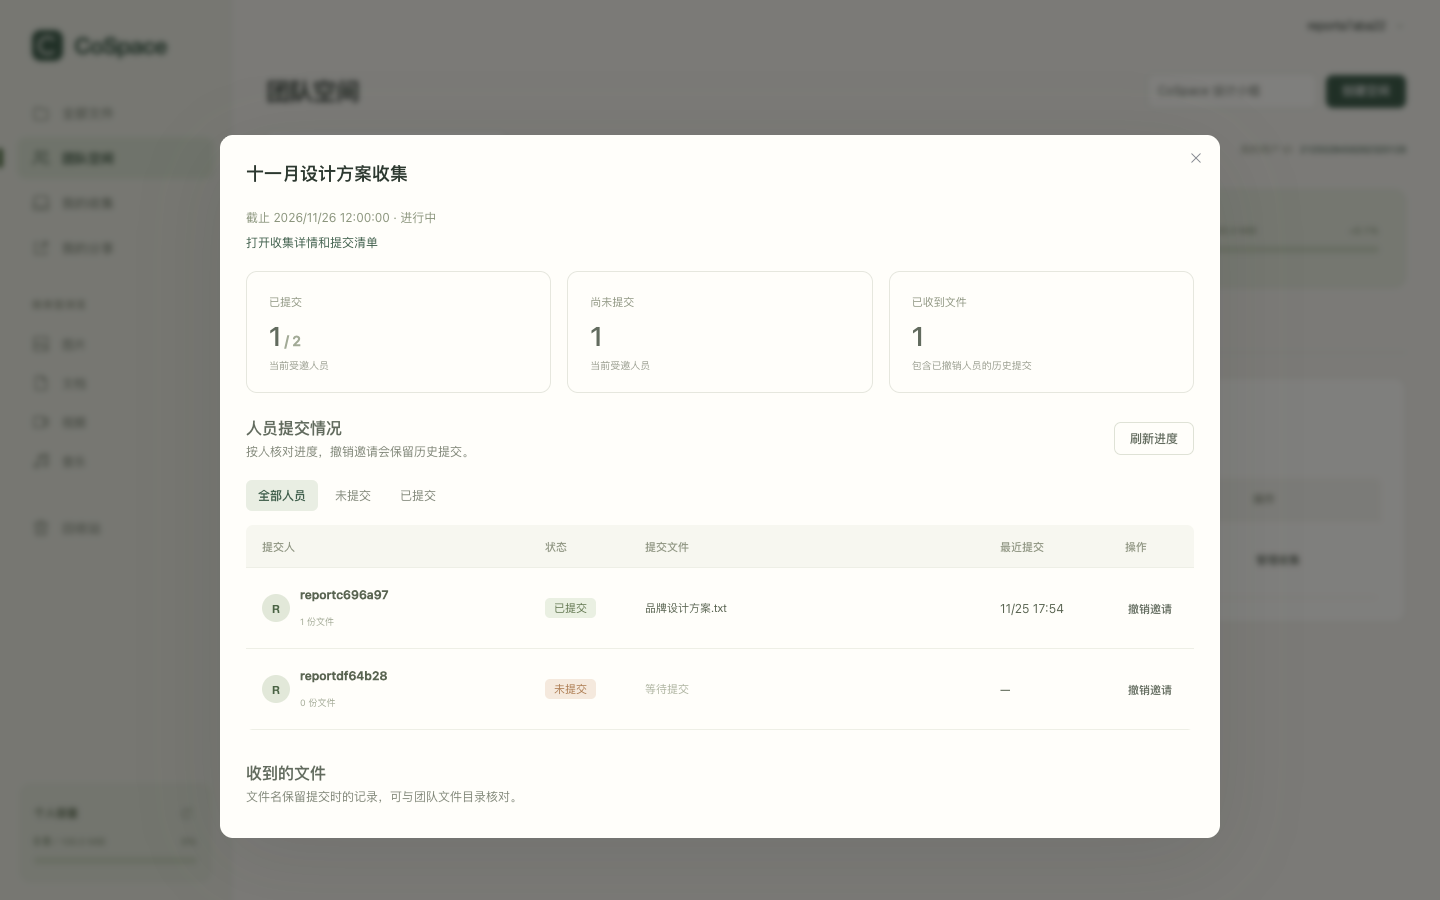 CoSpace
团队空间
团队空间
十一月设计方案收集
截止 2026/11/26 12:00:00 · 进行中
打开收集详情和提交清单
已提交
1 / 2
当前受邀人员
尚未提交
1
当前受邀人员
已收到文件
1
包含已撤销人员的历史提交
人员提交情况
按人核对进度，撤销邀请会保留历史提交。
刷新进度
全部人员
未提交
已提交
提交人
状态
提交文件
最近提交
操作
R
reportc696a97
1 份文件
已提交
品牌设计方案.txt
11/25 17:54
撤销邀请
R
reportdf64b28
0 份文件
未提交
等待提交
—
撤销邀请
收到的文件
文件名保留提交时的记录，可与团队文件目录核对。